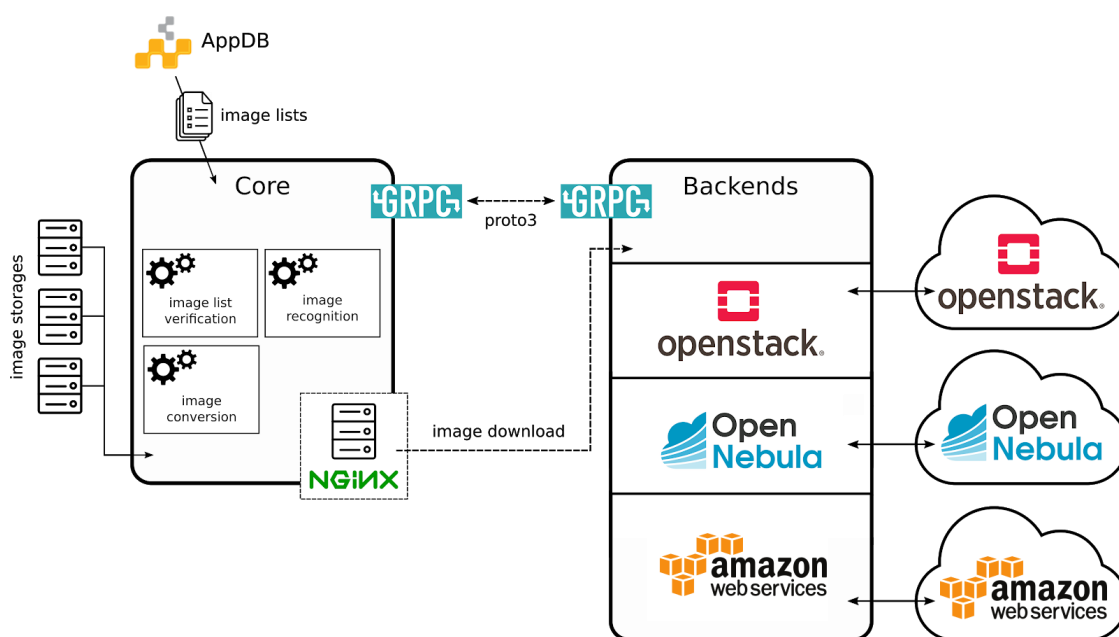 AppDB
image lists
Core
Backends
GRPC
GRPC
proto3
image storages
image list
verification
image
recognition
image
conversion
NGiNX
image download
openstack.
Open
Nebula
amazon
web services
openstack.
Open
Nebula
amazon
web services